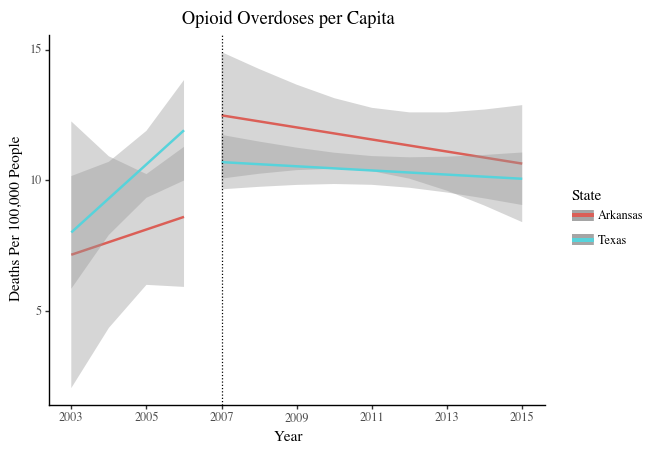 Opioid Overdoses per Capita
15
10
5
Deaths Per 100,000 People
2003 2005 2007 2009 2011 2013 2015
Year
State
Arkansas
Texas